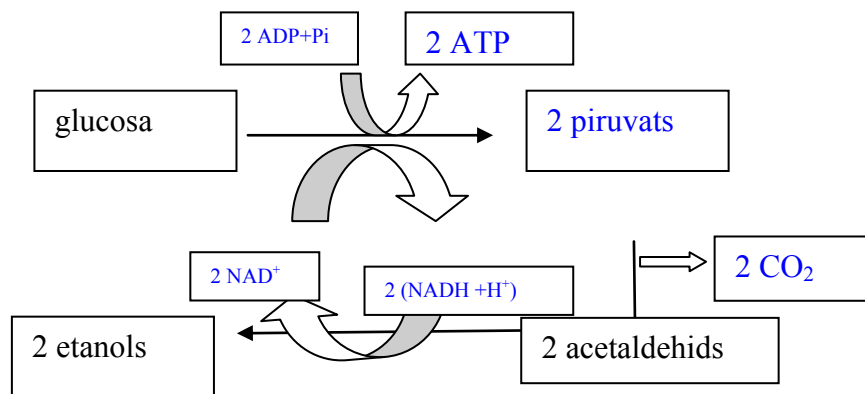 2 ADP+Pi
2 ATP
glucosa
2 piruvats
2 NAD⁺
2 (NADH +H⁺)
2 CO₂
2 etanols
2 acetaldehids